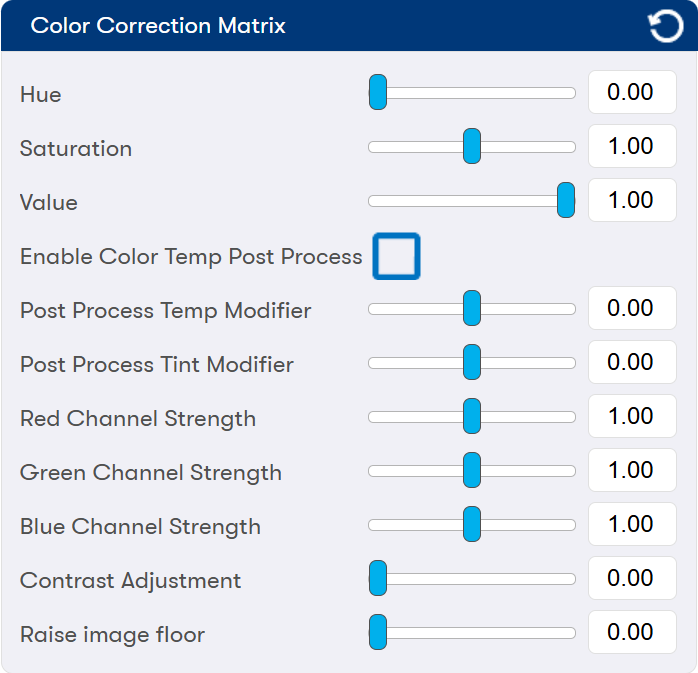 Color Correction Matrix
Hue 0.00
Saturation 1.00
Value 1.00
Enable Color Temp Post Process
Post Process Temp Modifier 0.00
Post Process Tint Modifier 0.00
Red Channel Strength 1.00
Green Channel Strength 1.00
Blue Channel Strength 1.00
Contrast Adjustment 0.00
Raise image floor 0.00